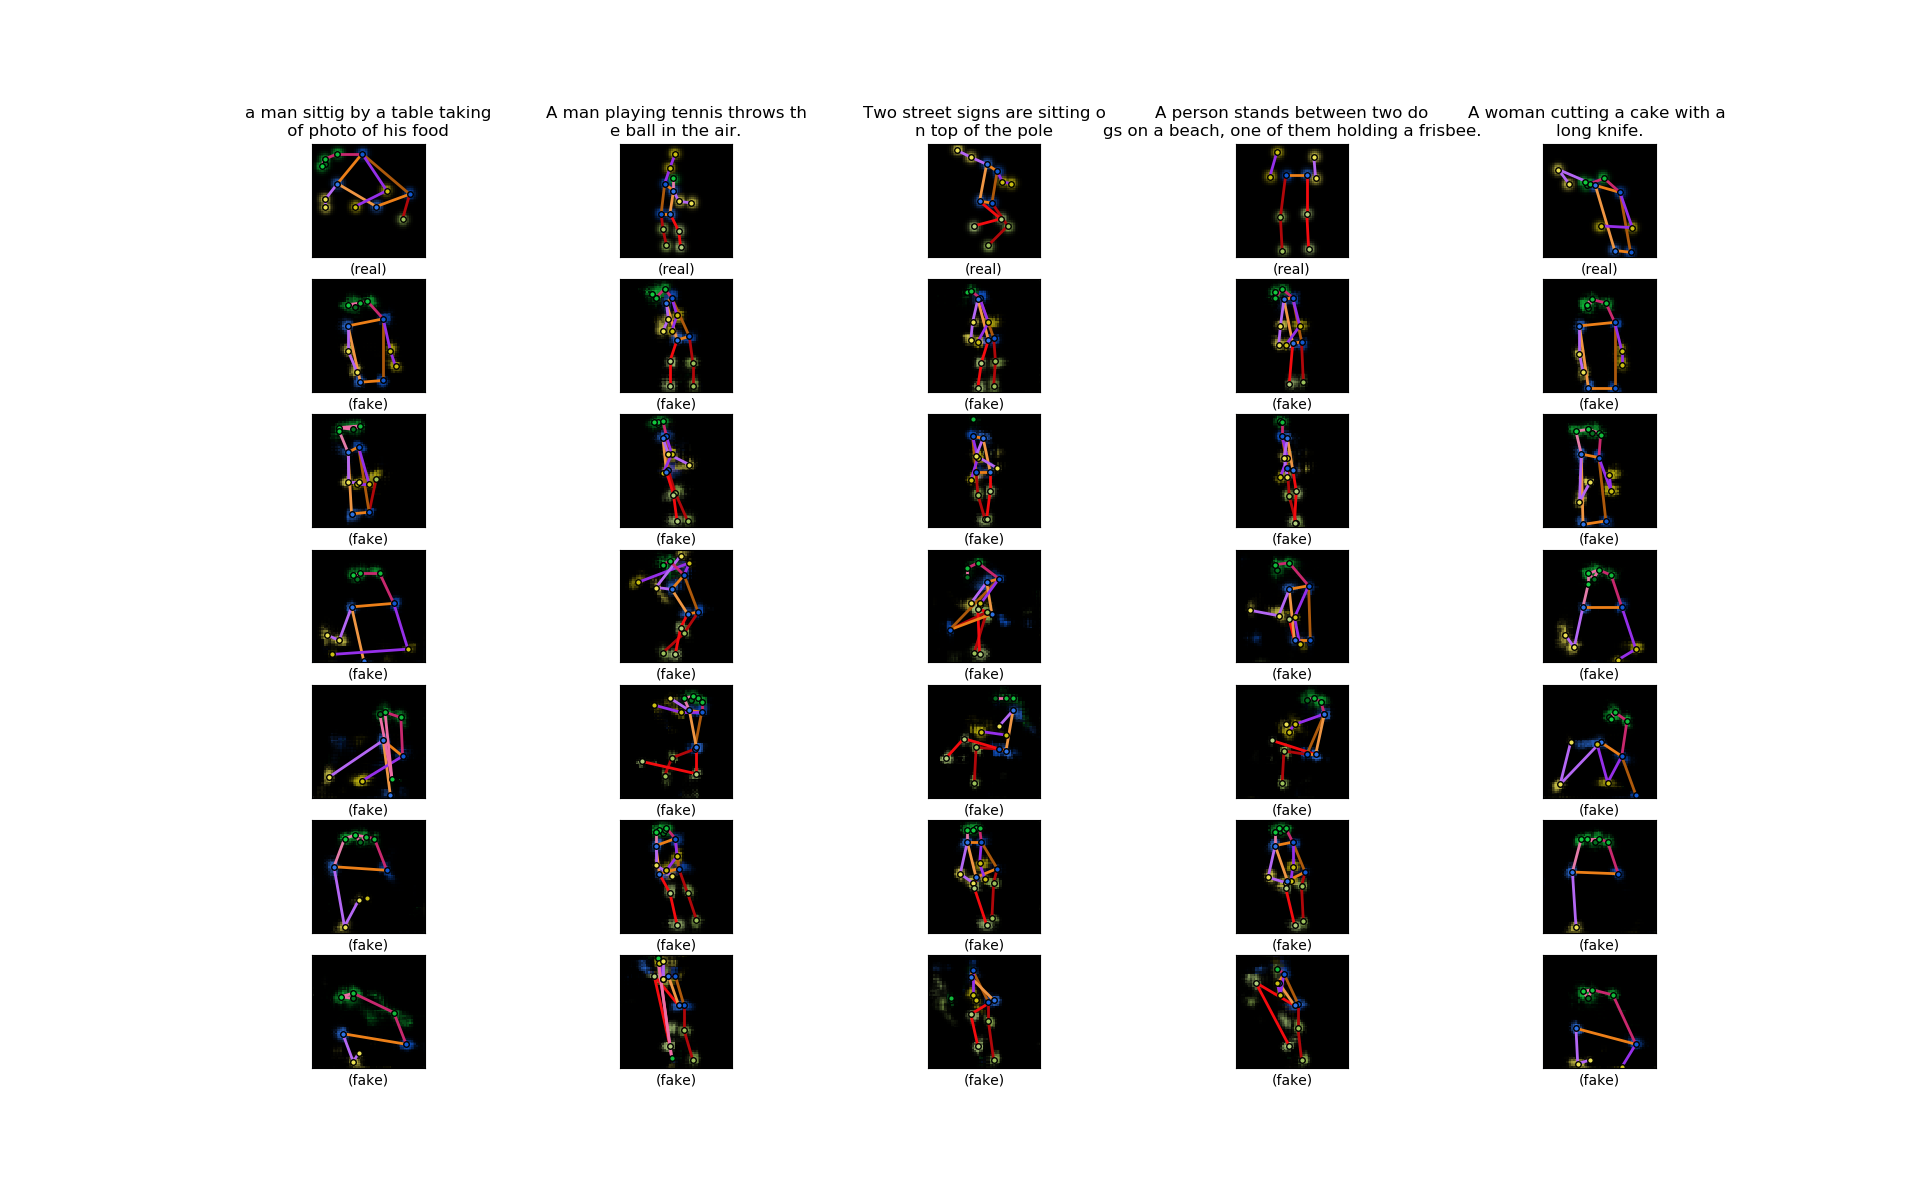 a man sittig by a table taking
of photo of his food
A man playing tennis throws th
e ball in the air.
Two street signs are sitting o
n top of the pole
A person stands between two do
gs on a beach, one of them holding a frisbee.
A woman cutting a cake with a
long knife.
(real) (real) (real) (real) (real)
(fake) (fake) (fake) (fake) (fake)
(fake) (fake) (fake) (fake) (fake)
(fake) (fake) (fake) (fake) (fake)
(fake) (fake) (fake) (fake) (fake)
(fake) (fake) (fake) (fake) (fake)
(fake) (fake) (fake) (fake) (fake)